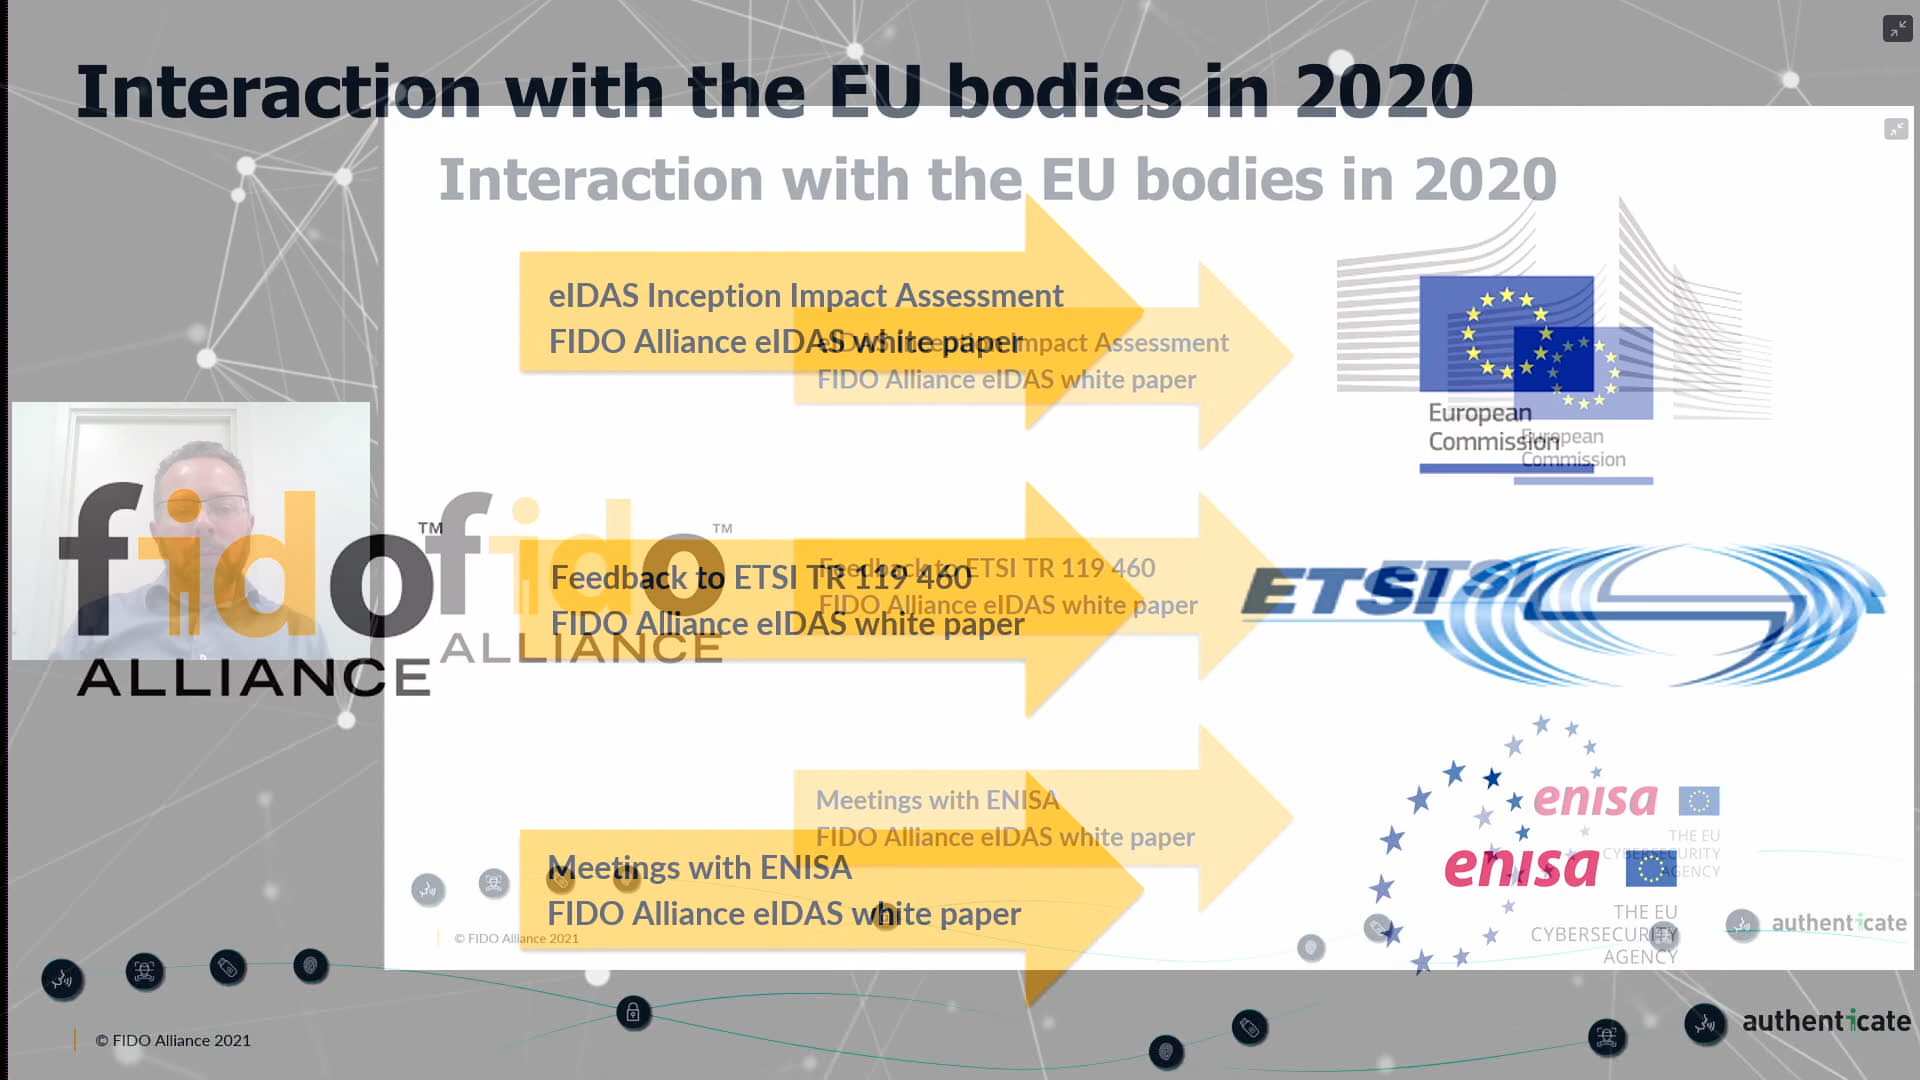 Interaction with the EU bodies in 2020
Interaction with the EU bodies in 2020
eIDAS Inception Impact Assessment
FIDO Alliance eIDAS white paper
eIDAS Inception Impact Assessment
FIDO Alliance eIDAS white paper
European
Commission
European
Commission
fido
TM
ALLIANCE
fido
TM
ALLIANCE
Feedback to ETSI TR 119 460
FIDO Alliance eIDAS white paper
Feedback to ETSI TR 119 460
FIDO Alliance eIDAS white paper
ETSI
ETSI
Meetings with ENISA
FIDO Alliance eIDAS white paper
Meetings with ENISA
FIDO Alliance eIDAS white paper
enisa
THE EU
CYBERSECURITY
AGENCY
enisa
THE EU
CYBERSECURITY
AGENCY
© FIDO Alliance 2021
authenticate
© FIDO Alliance 2021
authenticate